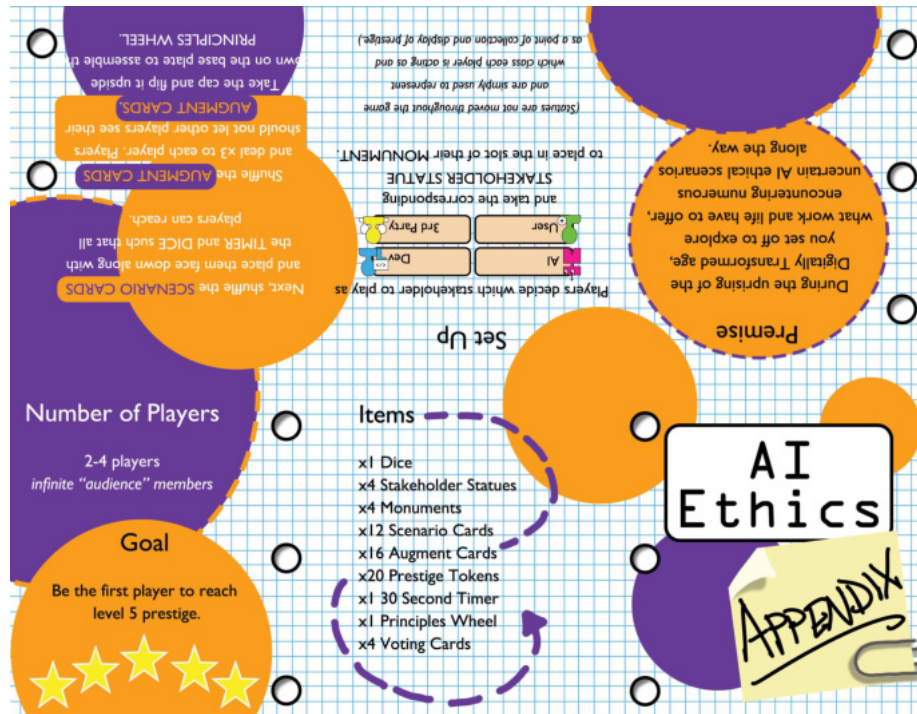 Premise
During the uprising of the
Digitally Transformed age,
you set off to explore
what work and life have to offer,
encountering numerous
uncertain AI ethical scenarios
along the way.
Set Up
Players decide which stakeholder to play as
AI
Dev
User
3rd Party
and take the corresponding
STAKEHOLDER STATUE
to place in the slot of their MONUMENT.
(Statues are not moved throughout the game
and are simply used to represent
which class each player is acting as and
as a point of collection and display of prestige.)
Next, shuffle the SCENARIO CARDS
and place them face down along with
the TIMER and DICE such that all
players can reach.
Shuffle the AUGMENT CARDS
and deal x3 to each player. Players
should not let other players see their
AUGMENT CARDS.
Take the cap and flip it upside
down on the base plate to assemble the
PRINCIPLES WHEEL.
Number of Players
2-4 players
infinite “audience” members
Goal
Be the first player to reach
level 5 prestige.
Items
x1 Dice
x4 Stakeholder Statues
x4 Monuments
x12 Scenario Cards
x16 Augment Cards
x20 Prestige Tokens
x1 30 Second Timer
x1 Principles Wheel
x4 Voting Cards
AI
Ethics
APPENDIX